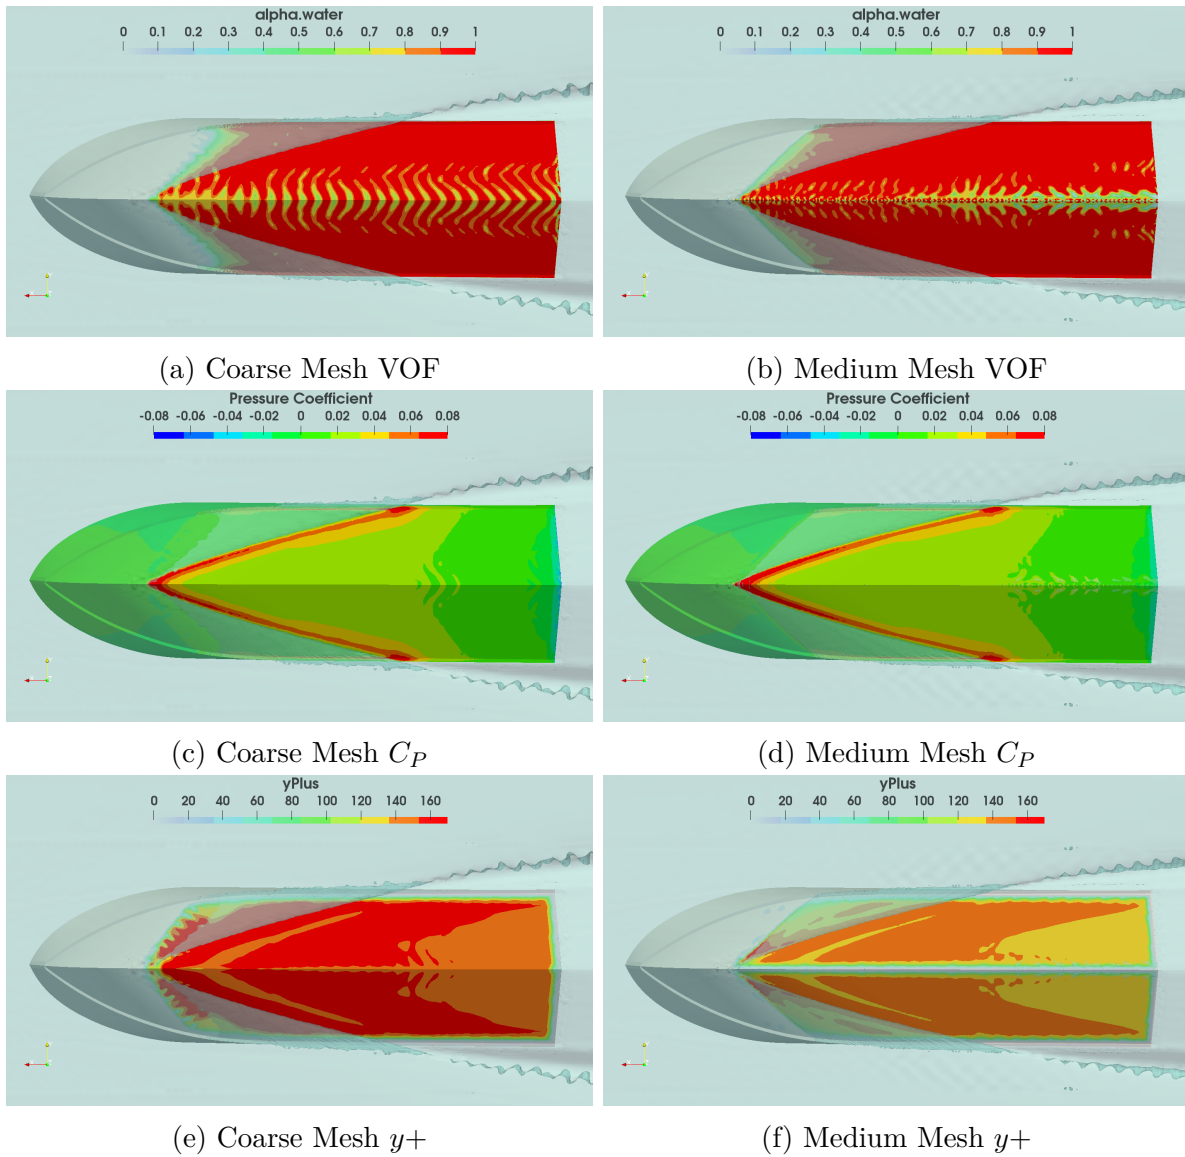 alpha.water
0 0.1 0.2 0.3 0.4 0.5 0.6 0.7 0.8 0.9 1
alpha.water
0 0.1 0.2 0.3 0.4 0.5 0.6 0.7 0.8 0.9 1
(a) Coarse Mesh VOF
(b) Medium Mesh VOF
Pressure Coefficient
-0.08 -0.06 -0.04 -0.02 0 0.02 0.04 0.06 0.08
Pressure Coefficient
-0.08 -0.06 -0.04 -0.02 0 0.02 0.04 0.06 0.08
(c) Coarse Mesh C_P
(d) Medium Mesh C_P
yPlus
0 20 40 60 80 100 120 140 160
yPlus
0 20 40 60 80 100 120 140 160
(e) Coarse Mesh y+
(f) Medium Mesh y+